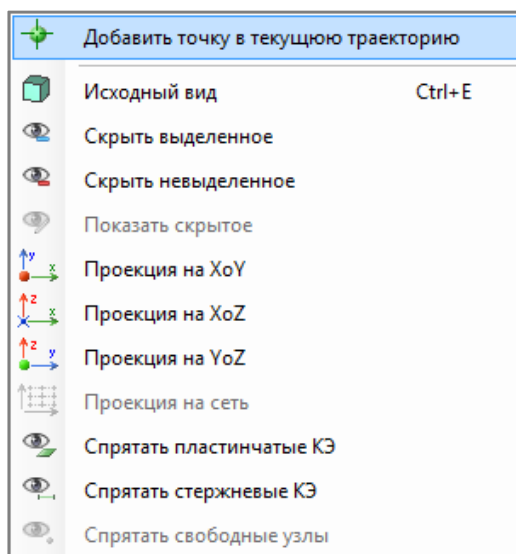 Добавить точку в текущюю траекторию
Исходный вид Ctrl+E
Скрыть выделенное
Скрыть невыделенное
Показать скрытое
Проекция на XoY
Проекция на XoZ
Проекция на YoZ
Проекция на сеть
Спрятать пластинчатые КЭ
Спрятать стержневые КЭ
Спрятать свободные узлы